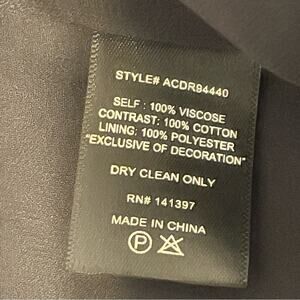 STYLE# ACDR94440
SELF : 100% VISCOSE
CONTRAST: 100% COTTON
LINING: 100% POLYESTER
"EXCLUSIVE OF DECORATION"
DRY CLEAN ONLY
RN# 141397
MADE IN CHINA
P